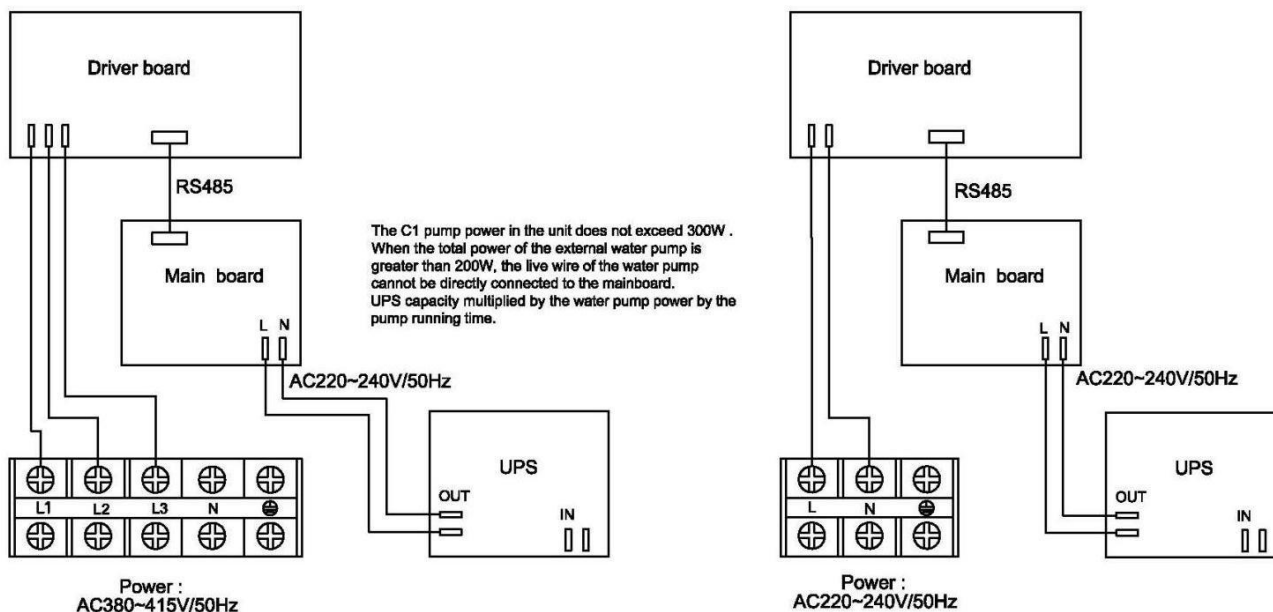 Driver board
RS485
Main board
L N
AC220~240V/50Hz
UPS
OUT
IN
L1 L2 L3 N
Power :
AC380~415V/50Hz
The C1 pump power in the unit does not exceed 300W .
When the total power of the external water pump is
greater than 200W, the live wire of the water pump
cannot be directly connected to the mainboard.
UPS capacity multiplied by the water pump power by the
pump running time.
Driver board
RS485
Main board
L N
AC220~240V/50Hz
UPS
OUT
IN
L N
Power :
AC220~240V/50Hz